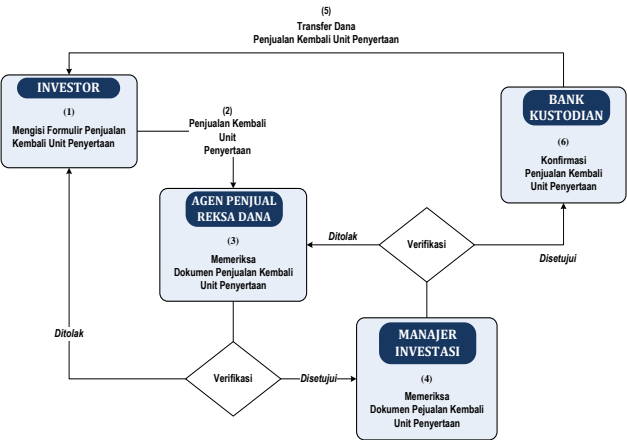 (5)
Transfer Dana
Penjualan Kembali Unit Penyertaan
INVESTOR
(1)
Mengisi Formulir Penjualan
Kembali Unit Penyertaan
(2)
Penjualan Kembali
Unit
Penyertaan
BANK
KUSTODIAN
(6)
Konfirmasi
Penjualan Kembali
Unit Penyertaan
AGEN PENJUAL
REKSA DANA
(3)
Memeriksa
Dokumen Penjualan Kembali
Unit Penyertaan
Ditolak
Verifikasi
Disetujui
Ditolak
Verifikasi
Disetujui
MANAJER
INVESTASI
(4)
Memeriksa
Dokumen Pejualan Kembali
Unit Penyertaan